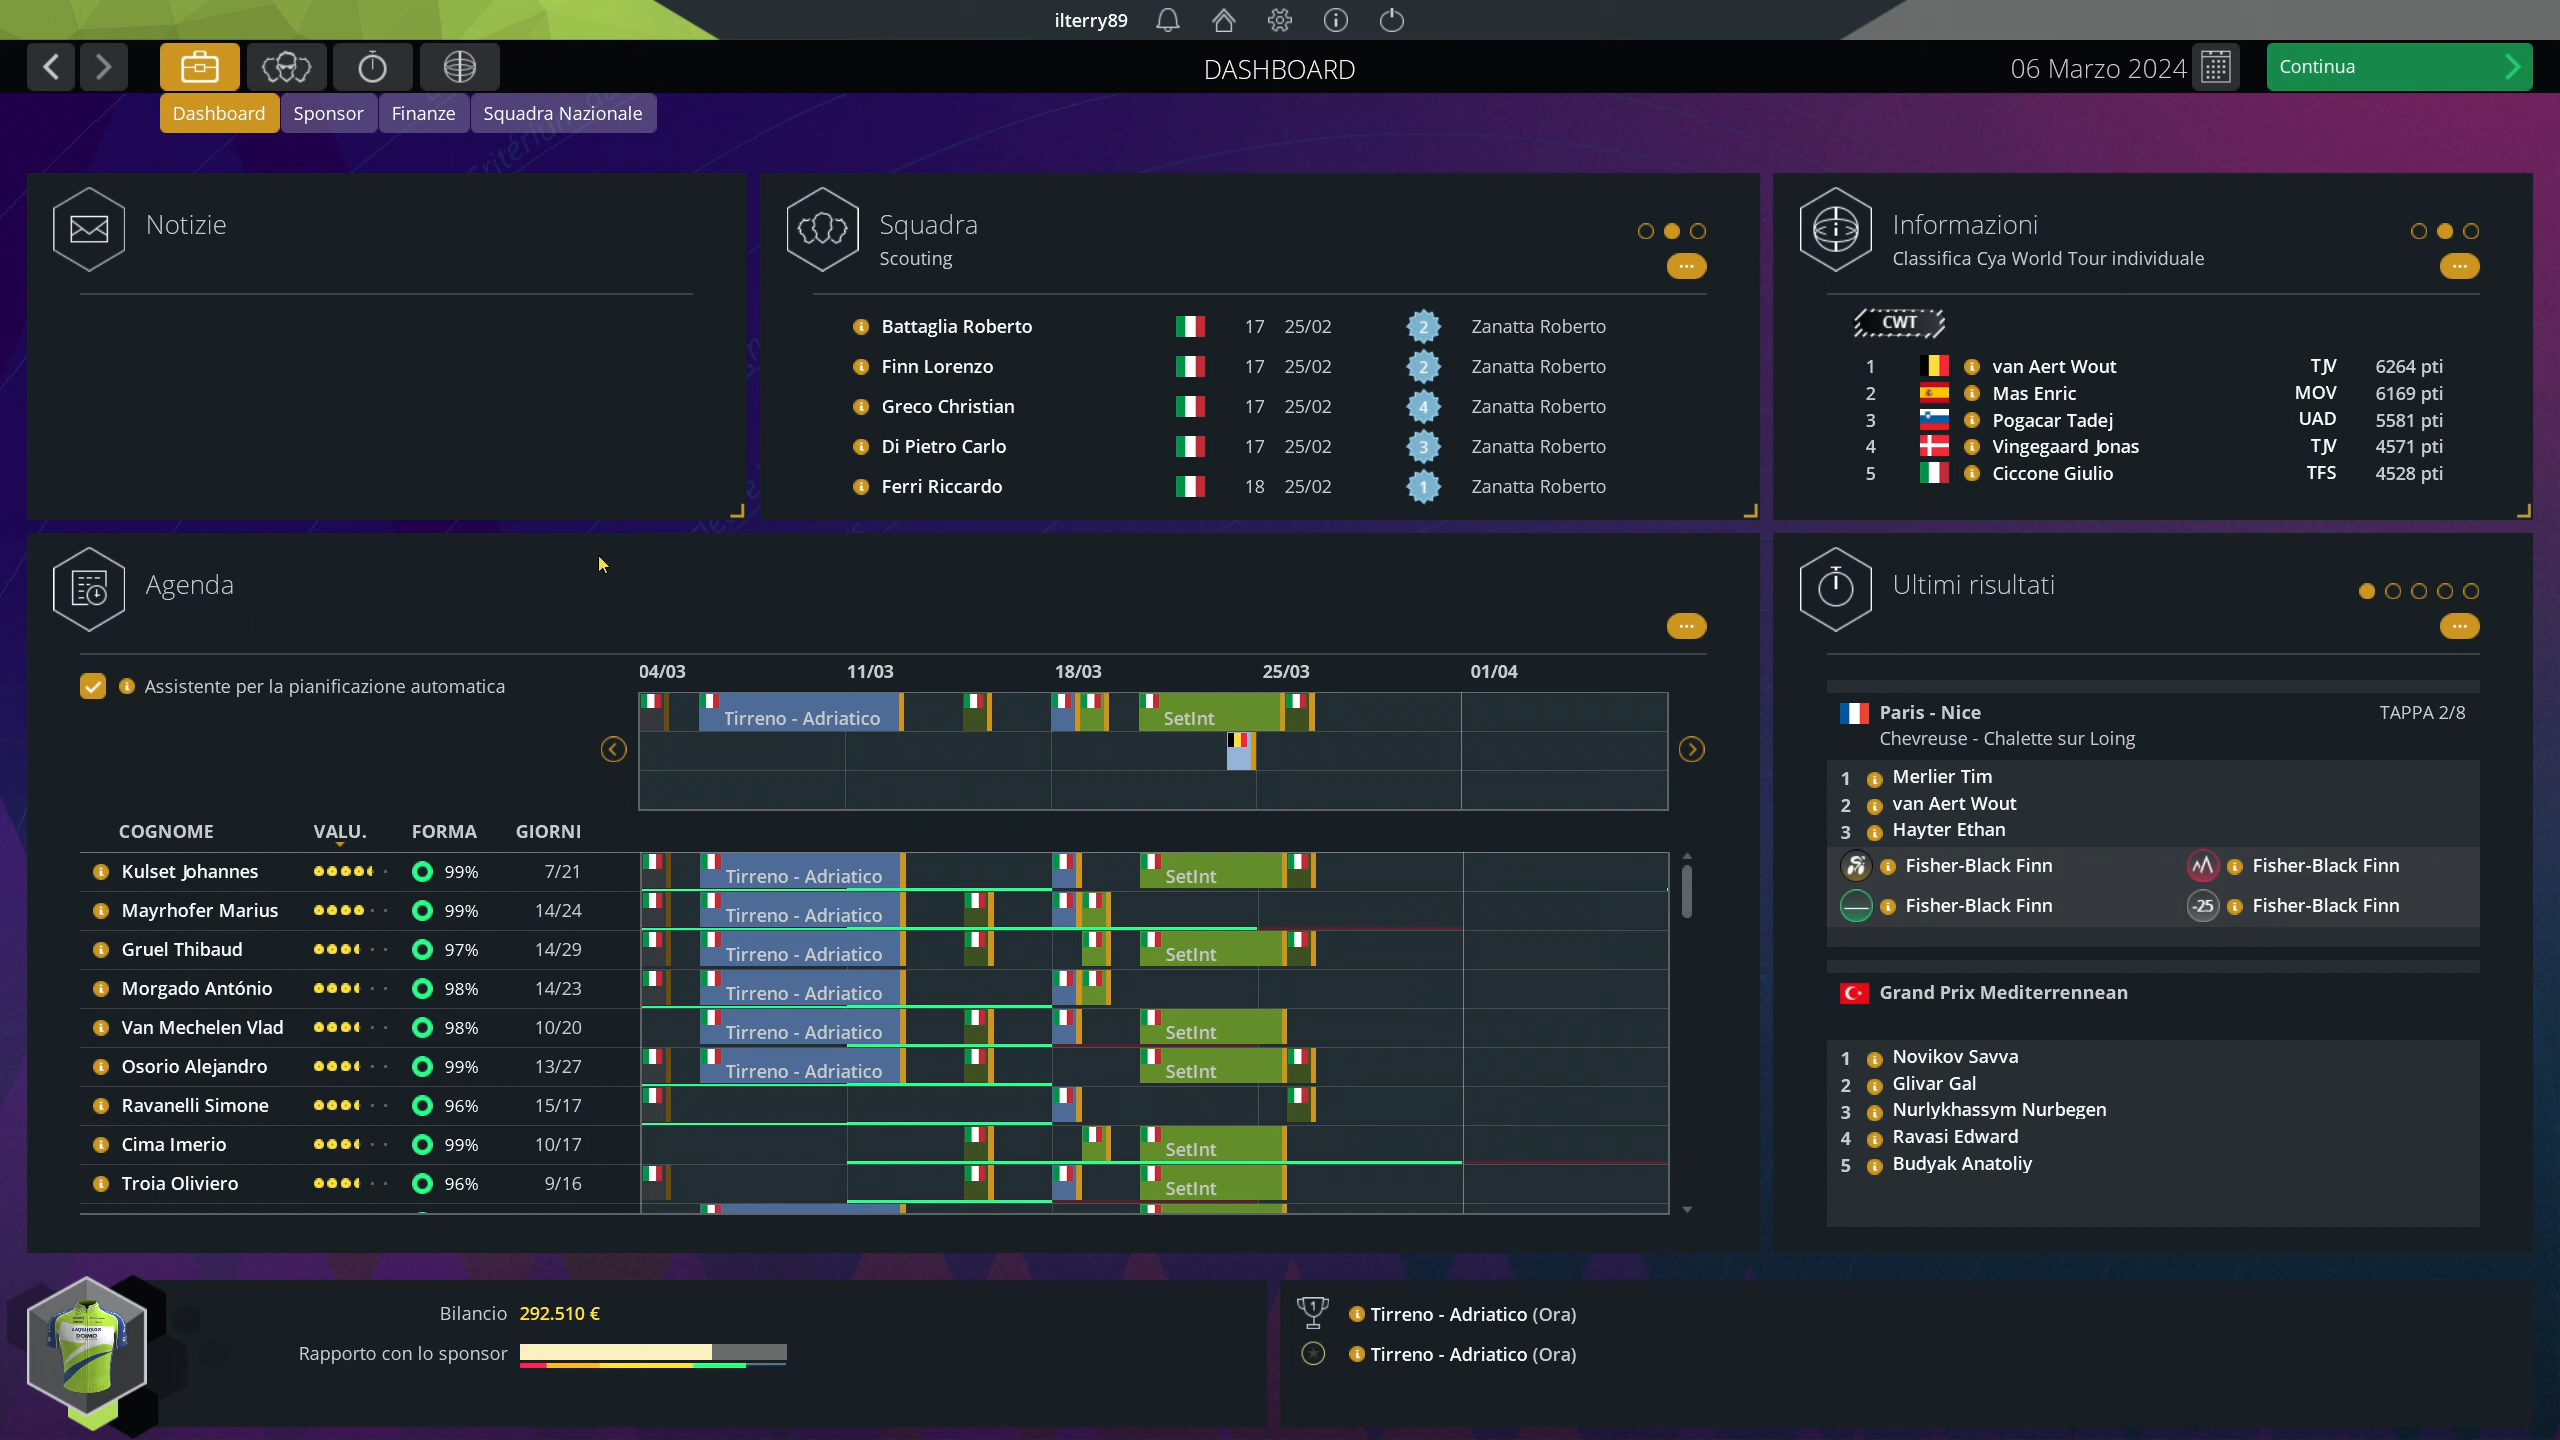 ilterry89
DASHBOARD
06 Marzo 2024
Continua
Dashboard Sponsor Finanze Squadra Nazionale
Notizie
Squadra
Scouting
Battaglia Roberto 17 25/02 2 Zanatta Roberto
Finn Lorenzo 17 25/02 2 Zanatta Roberto
Greco Christian 17 25/02 4 Zanatta Roberto
Di Pietro Carlo 17 25/02 3 Zanatta Roberto
Ferri Riccardo 18 25/02 1 Zanatta Roberto
Informazioni
Classifica Cya World Tour individuale
CWT
1 van Aert Wout TJV 6264 pti
2 Mas Enric MOV 6169 pti
3 Pogacar Tadej UAD 5581 pti
4 Vingegaard Jonas TJV 4571 pti
5 Ciccone Giulio TFS 4528 pti
Agenda
Assistente per la pianificazione automatica
04/03 11/03 18/03 25/03 01/04
Tirreno - Adriatico SetInt
COGNOME VALU. FORMA GIORNI
Kulset Johannes 99% 7/21 Tirreno - Adriatico SetInt
Mayrhofer Marius 99% 14/24 Tirreno - Adriatico
Gruel Thibaud 97% 14/29 Tirreno - Adriatico SetInt
Morgado António 98% 14/23 Tirreno - Adriatico
Van Mechelen Vlad 98% 10/20 Tirreno - Adriatico SetInt
Osorio Alejandro 99% 13/27 Tirreno - Adriatico SetInt
Ravanelli Simone 96% 15/17
Cima Imerio 99% 10/17 SetInt
Troia Oliviero 96% 9/16 SetInt
Ultimi risultati
Paris - Nice TAPPA 2/8
Chevreuse - Chalette sur Loing
1 Merlier Tim
2 van Aert Wout
3 Hayter Ethan
Fisher-Black Finn Fisher-Black Finn
Fisher-Black Finn -25 Fisher-Black Finn
Grand Prix Mediterrennean
1 Novikov Savva
2 Glivar Gal
3 Nurlykhassym Nurbegen
4 Ravasi Edward
5 Budyak Anatoliy
Bilancio 292.510 €
Rapporto con lo sponsor
1 Tirreno - Adriatico (Ora)
Tirreno - Adriatico (Ora)